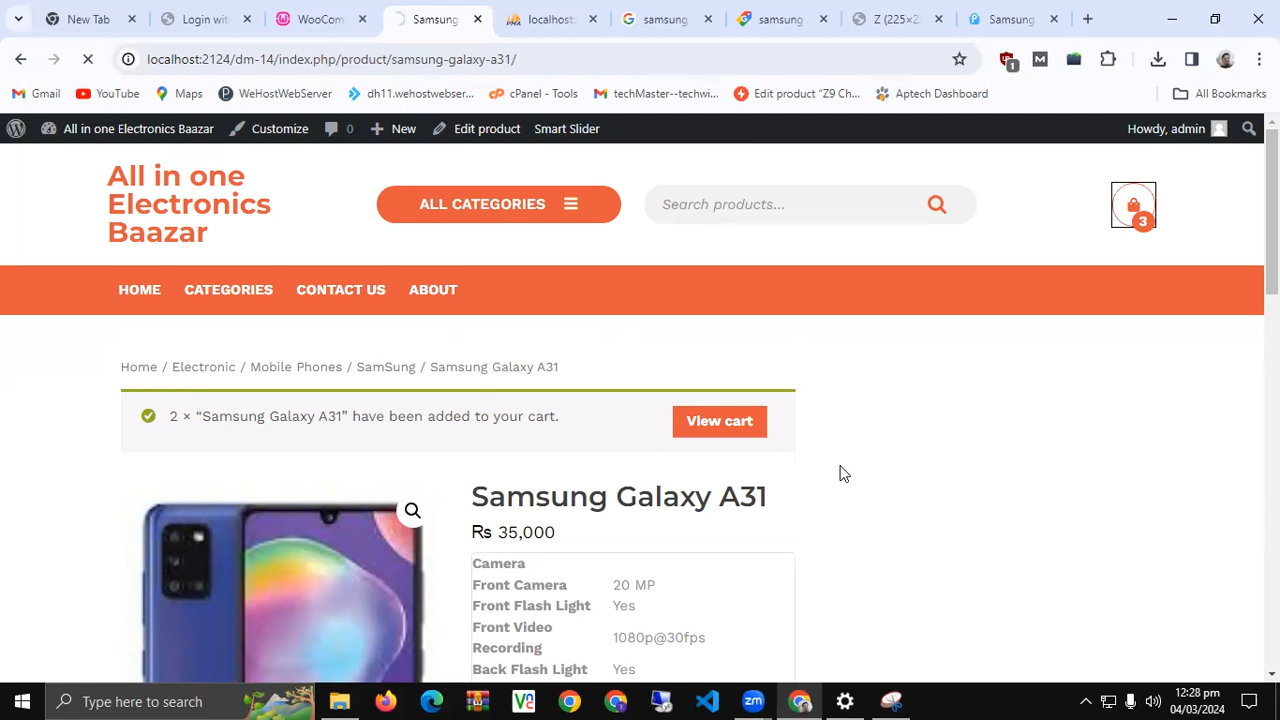 New Tab
Login wit
WooCom
Samsung
localhost:
samsung
samsung
Z (225×2
Samsung
localhost:2124/dm-14/index.php/product/samsung-galaxy-a31/
1
Gmail
YouTube
Maps
WeHostWebServer
dh11.wehostwebser...
cPanel - Tools
techMaster--techwi...
Edit product "Z9 Ch...
Aptech Dashboard
All Bookmarks
All in one Electronics Baazar
Customize
0
New
Edit product
Smart Slider
Howdy, admin
All in one
Electronics
Baazar
ALL CATEGORIES
Search products...
3
HOME
CATEGORIES
CONTACT US
ABOUT
Home / Electronic / Mobile Phones / SamSung / Samsung Galaxy A31
2 × “Samsung Galaxy A31” have been added to your cart.
View cart
Samsung Galaxy A31
₨ 35,000
Camera
Front Camera 20 MP
Front Flash Light Yes
Front Video
Recording 1080p@30fps
Back Flash Light Yes
Type here to search
zm
12:28 pm
04/03/2024